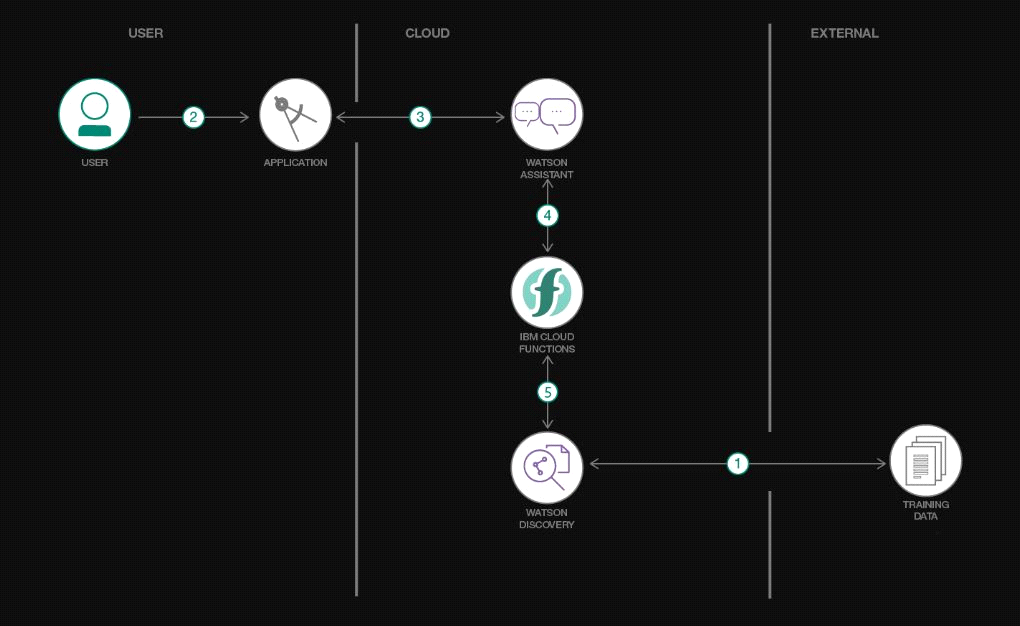 USER
CLOUD
EXTERNAL
2
3
USER
APPLICATION
WATSON
ASSISTANT
4
IBM CLOUD
FUNCTIONS
5
1
WATSON
DISCOVERY
TRAINING
DATA